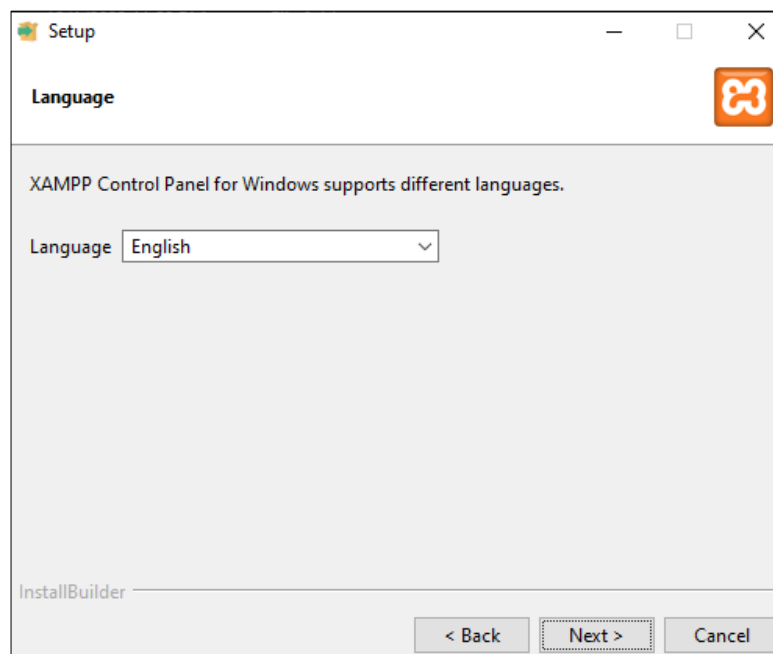 Setup
Language
XAMPP Control Panel for Windows supports different languages.
Language English
InstallBuilder
< Back Next > Cancel